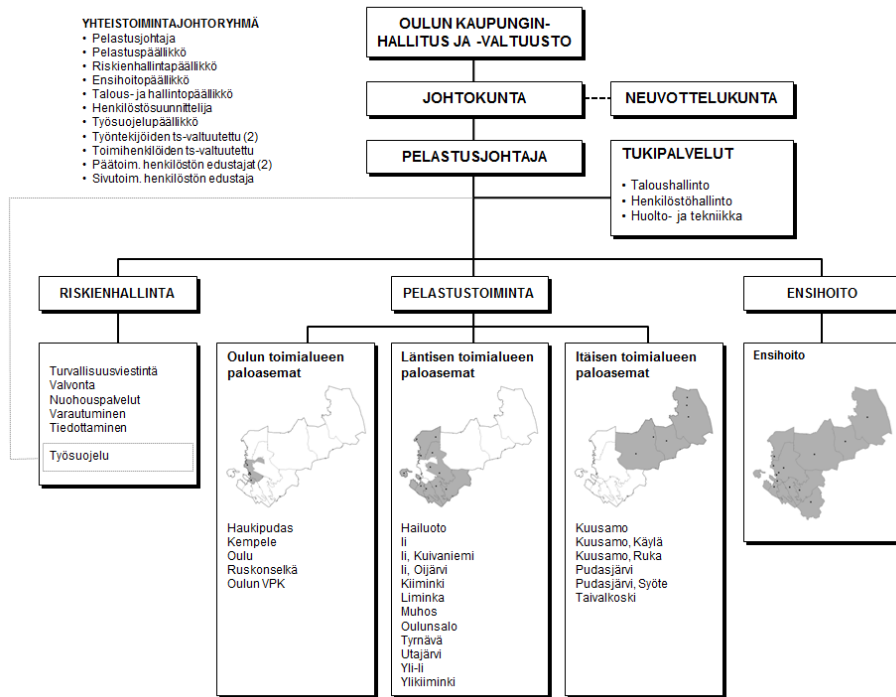 YHTEISTOIMINTAJOHTORYHMÄ
• Pelastusjohtaja
• Pelastuspäällikkö
• Riskienhallintapäällikkö
• Ensihoitopäällikkö
• Talous- ja hallintopäällikkö
• Henkilöstösuunnittelija
• Työsuojelupäällikkö
• Työntekijöiden ts-valtuutettu (2)
• Toimihenkilöiden ts-valtuutettu
• Päätoim. henkilöstön edustajat (2)
• Sivutoim. henkilöstön edustaja
OULUN KAUPUNGIN-
HALLITUS JA -VALTUUSTO
JOHTOKUNTA
NEUVOTTELUKUNTA
PELASTUSJOHTAJA
TUKIPALVELUT
• Taloushallinto
• Henkilöstöhallinto
• Huolto- ja tekniikka
RISKIENHALLINTA
PELASTUSTOIMINTA
ENSIHOITO
Turvallisuusviestintä
Valvonta
Nuohouspalvelut
Varautuminen
Tiedottaminen
Työsuojelu
Oulun toimialueen
paloasemat
Haukipudas
Kempele
Oulu
Ruskonselkä
Oulun VPK
Läntisen toimialueen
paloasemat
Hailuoto
Ii
Ii, Kuivaniemi
Ii, Oijärvi
Kiiminki
Liminka
Muhos
Oulunsalo
Tyrnävä
Utajärvi
Yli-Ii
Ylikiiminki
Itäisen toimialueen
paloasemat
Kuusamo
Kuusamo, Käylä
Kuusamo, Ruka
Pudasjärvi
Pudasjärvi, Syöte
Taivalkoski
Ensihoito